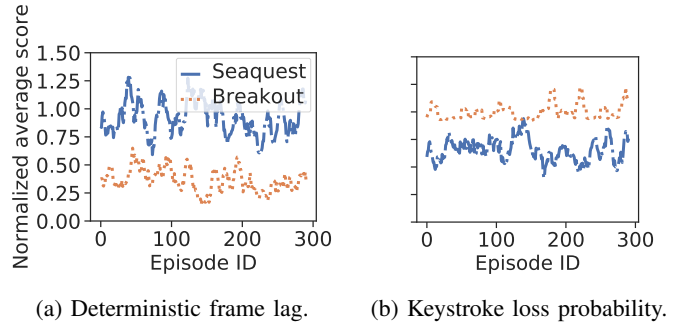 Normalized average score
1.50
1.25
1.00
0.75
0.50
0.25
0.00
Seaquest
Breakout
0 100 200 300
Episode ID
0 100 200 300
Episode ID
(a) Deterministic frame lag.
(b) Keystroke loss probability.